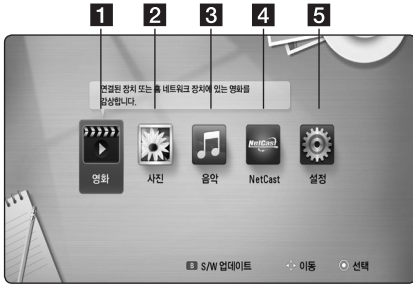 1 2 3 4 5
연결된 장치 또는 홈 네트워크 장치에 있는 영화를
감상합니다.
NetCast
영화 사진 음악 NetCast 설정
S S/W 업데이트 이동 선택